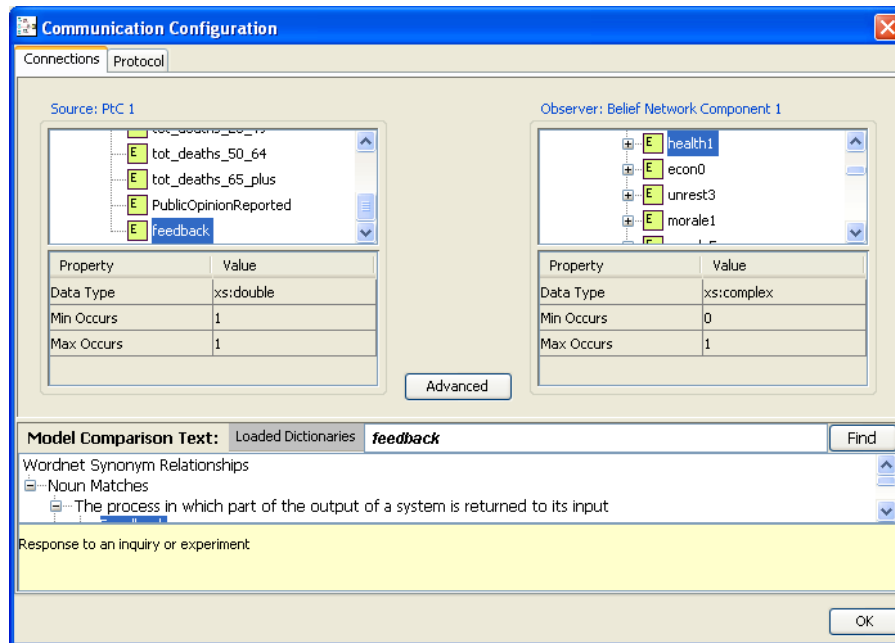 Communication Configuration
Connections
Protocol
Source: PtC 1
tot_deaths_50_64
tot_deaths_65_plus
PublicOpinionReported
feedback
Property Value
Data Type xs:double
Min Occurs 1
Max Occurs 1
Observer: Belief Network Component 1
health1
econ0
unrest3
morale1
Property Value
Data Type xs:complex
Min Occurs 0
Max Occurs 1
Advanced
Model Comparison Text: Loaded Dictionaries feedback Find
Wordnet Synonym Relationships
Noun Matches
The process in which part of the output of a system is returned to its input
Response to an inquiry or experiment
OK